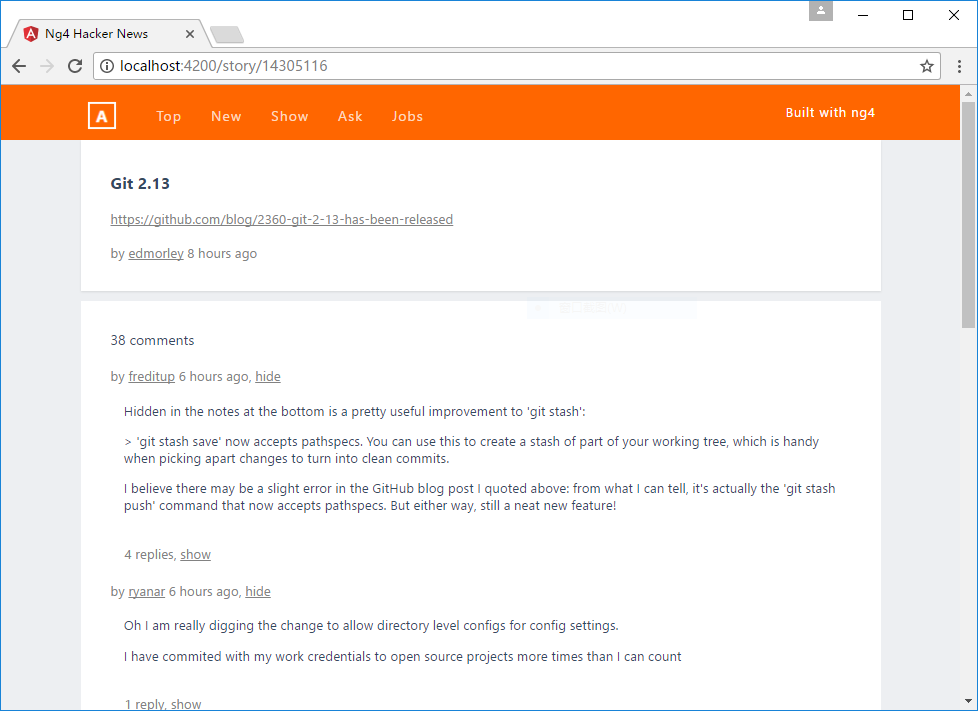 Ng4 Hacker News
localhost:4200/story/14305116
A
Top New Show Ask Jobs
Built with ng4
Git 2.13
https://github.com/blog/2360-git-2-13-has-been-released
by edmorley 8 hours ago
38 comments
by freditup 6 hours ago, hide
Hidden in the notes at the bottom is a pretty useful improvement to 'git stash':
> 'git stash save' now accepts pathspecs. You can use this to create a stash of part of your working tree, which is handy
when picking apart changes to turn into clean commits.
I believe there may be a slight error in the GitHub blog post I quoted above: from what I can tell, it's actually the 'git stash
push' command that now accepts pathspecs. But either way, still a neat new feature!
4 replies, show
by ryanar 6 hours ago, hide
Oh I am really digging the change to allow directory level configs for config settings.
I have commited with my work credentials to open source projects more times than I can count
1 reply, show